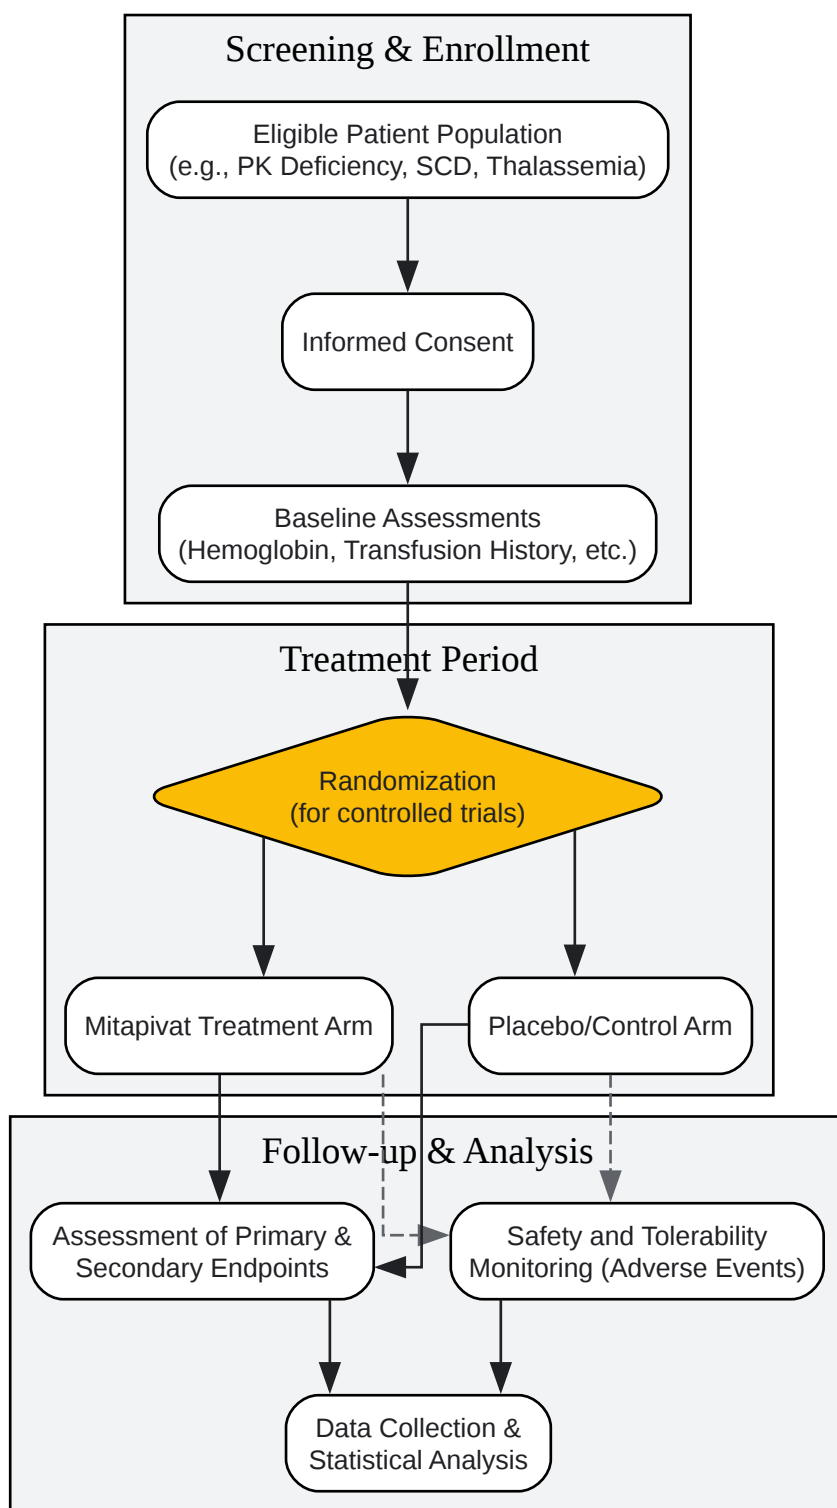 Screening & Enrollment
Eligible Patient Population
(e.g., PK Deficiency, SCD, Thalassemia)
Informed Consent
Baseline Assessments
(Hemoglobin, Transfusion History, etc.)
Treatment Period
Randomization
(for controlled trials)
Mitapivat Treatment Arm
Placebo/Control Arm
Follow-up & Analysis
Assessment of Primary &
Secondary Endpoints
Safety and Tolerability
Monitoring (Adverse Events)
Data Collection &
Statistical Analysis